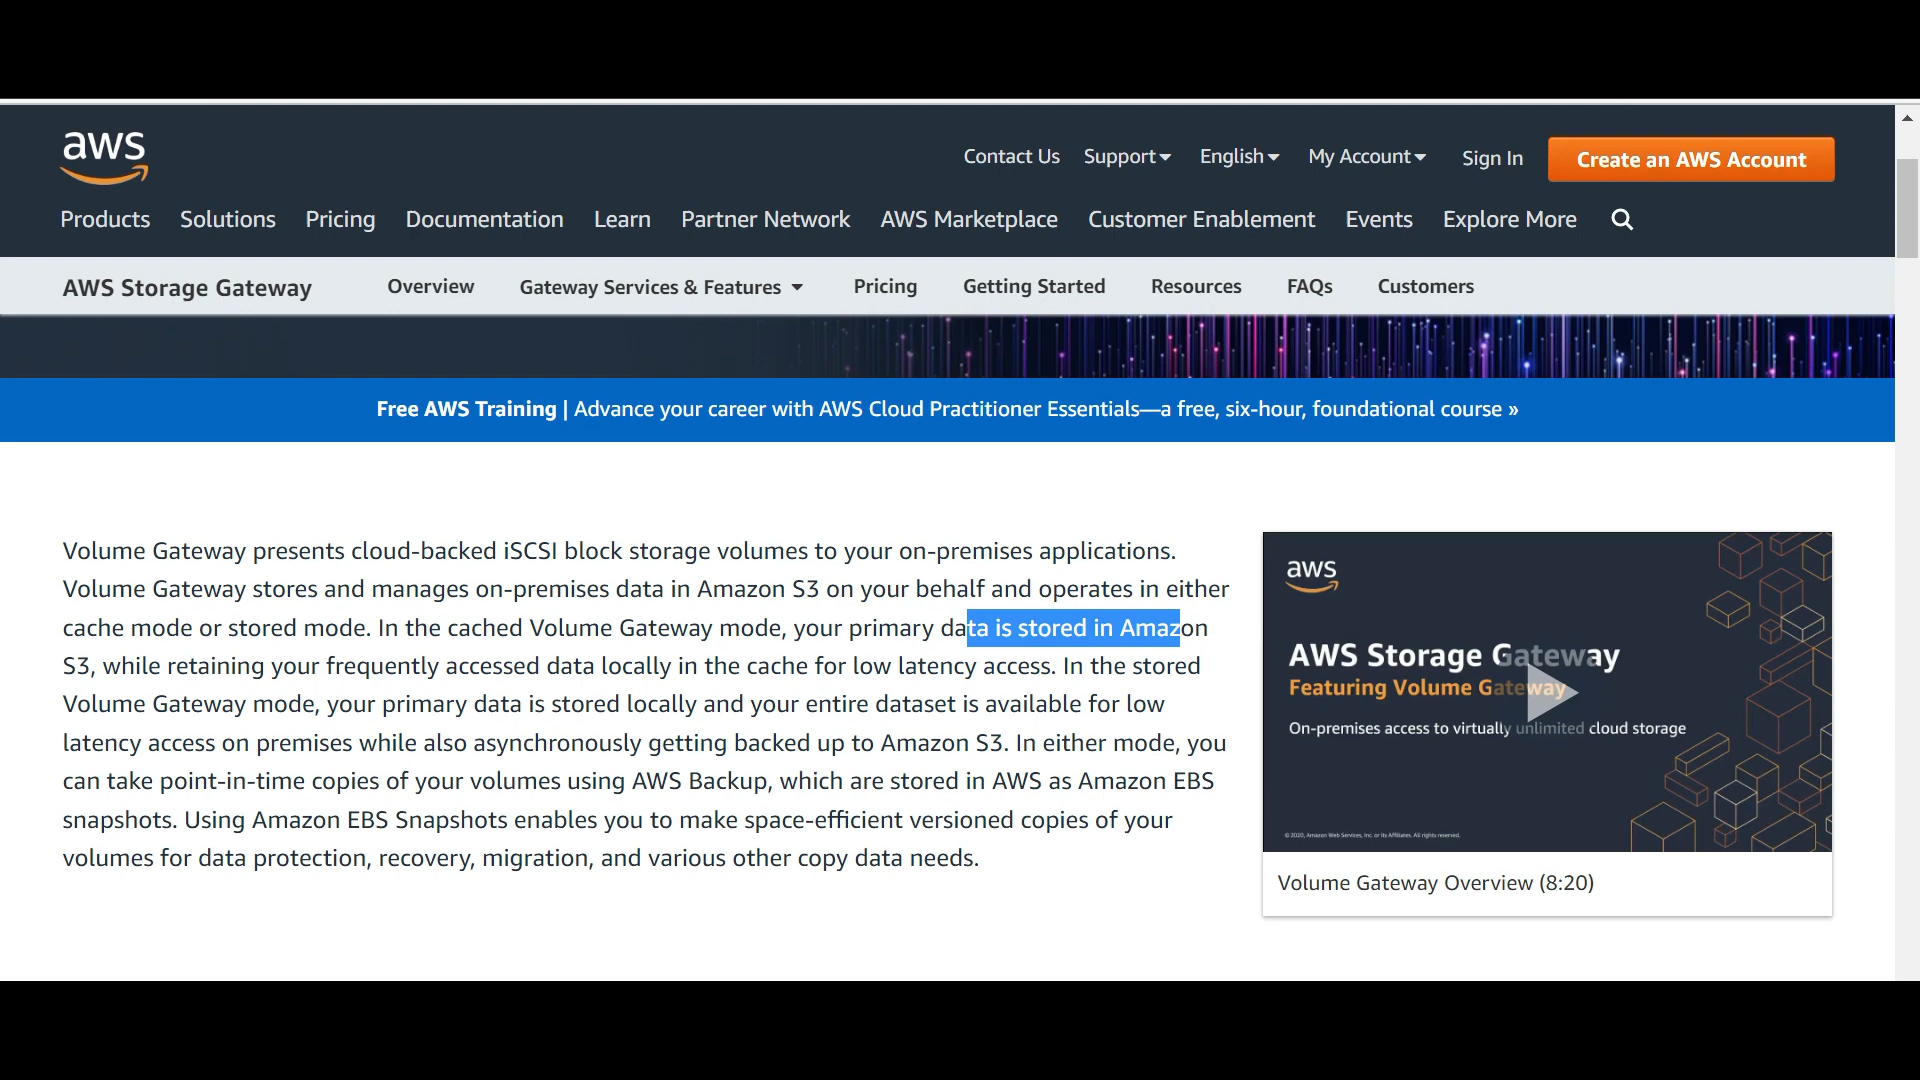 aws
Contact Us Support English My Account Sign In Create an AWS Account
Products Solutions Pricing Documentation Learn Partner Network AWS Marketplace Customer Enablement Events Explore More
AWS Storage Gateway Overview Gateway Services & Features Pricing Getting Started Resources FAQs Customers
Free AWS Training | Advance your career with AWS Cloud Practitioner Essentials—a free, six-hour, foundational course »
Volume Gateway presents cloud-backed iSCSI block storage volumes to your on-premises applications.
Volume Gateway stores and manages on-premises data in Amazon S3 on your behalf and operates in either
cache mode or stored mode. In the cached Volume Gateway mode, your primary data is stored in Amazon
S3, while retaining your frequently accessed data locally in the cache for low latency access. In the stored
Volume Gateway mode, your primary data is stored locally and your entire dataset is available for low
latency access on premises while also asynchronously getting backed up to Amazon S3. In either mode, you
can take point-in-time copies of your volumes using AWS Backup, which are stored in AWS as Amazon EBS
snapshots. Using Amazon EBS Snapshots enables you to make space-efficient versioned copies of your
volumes for data protection, recovery, migration, and various other copy data needs.
aws
AWS Storage Gateway
Featuring Volume Gateway
On-premises access to virtually unlimited cloud storage
© 2020, Amazon Web Services, Inc. or its Affiliates. All rights reserved.
Volume Gateway Overview (8:20)